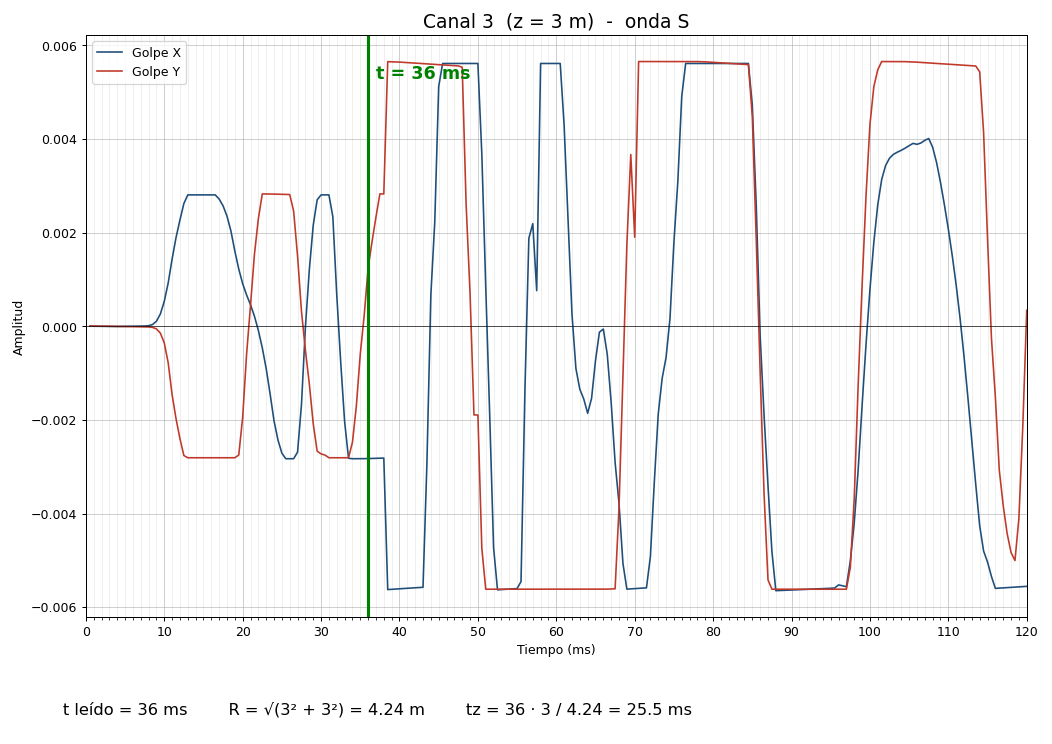 Canal 3 (z = 3 m) - onda S
Golpe X
Golpe Y
t = 36 ms
0.006
0.004
0.002
0.000
−0.002
−0.004
−0.006
Amplitud
0 10 20 30 40 50 60 70 80 90 100 110 120
Tiempo (ms)
t leído = 36 ms R = √(3² + 3²) = 4.24 m tz = 36 · 3 / 4.24 = 25.5 ms